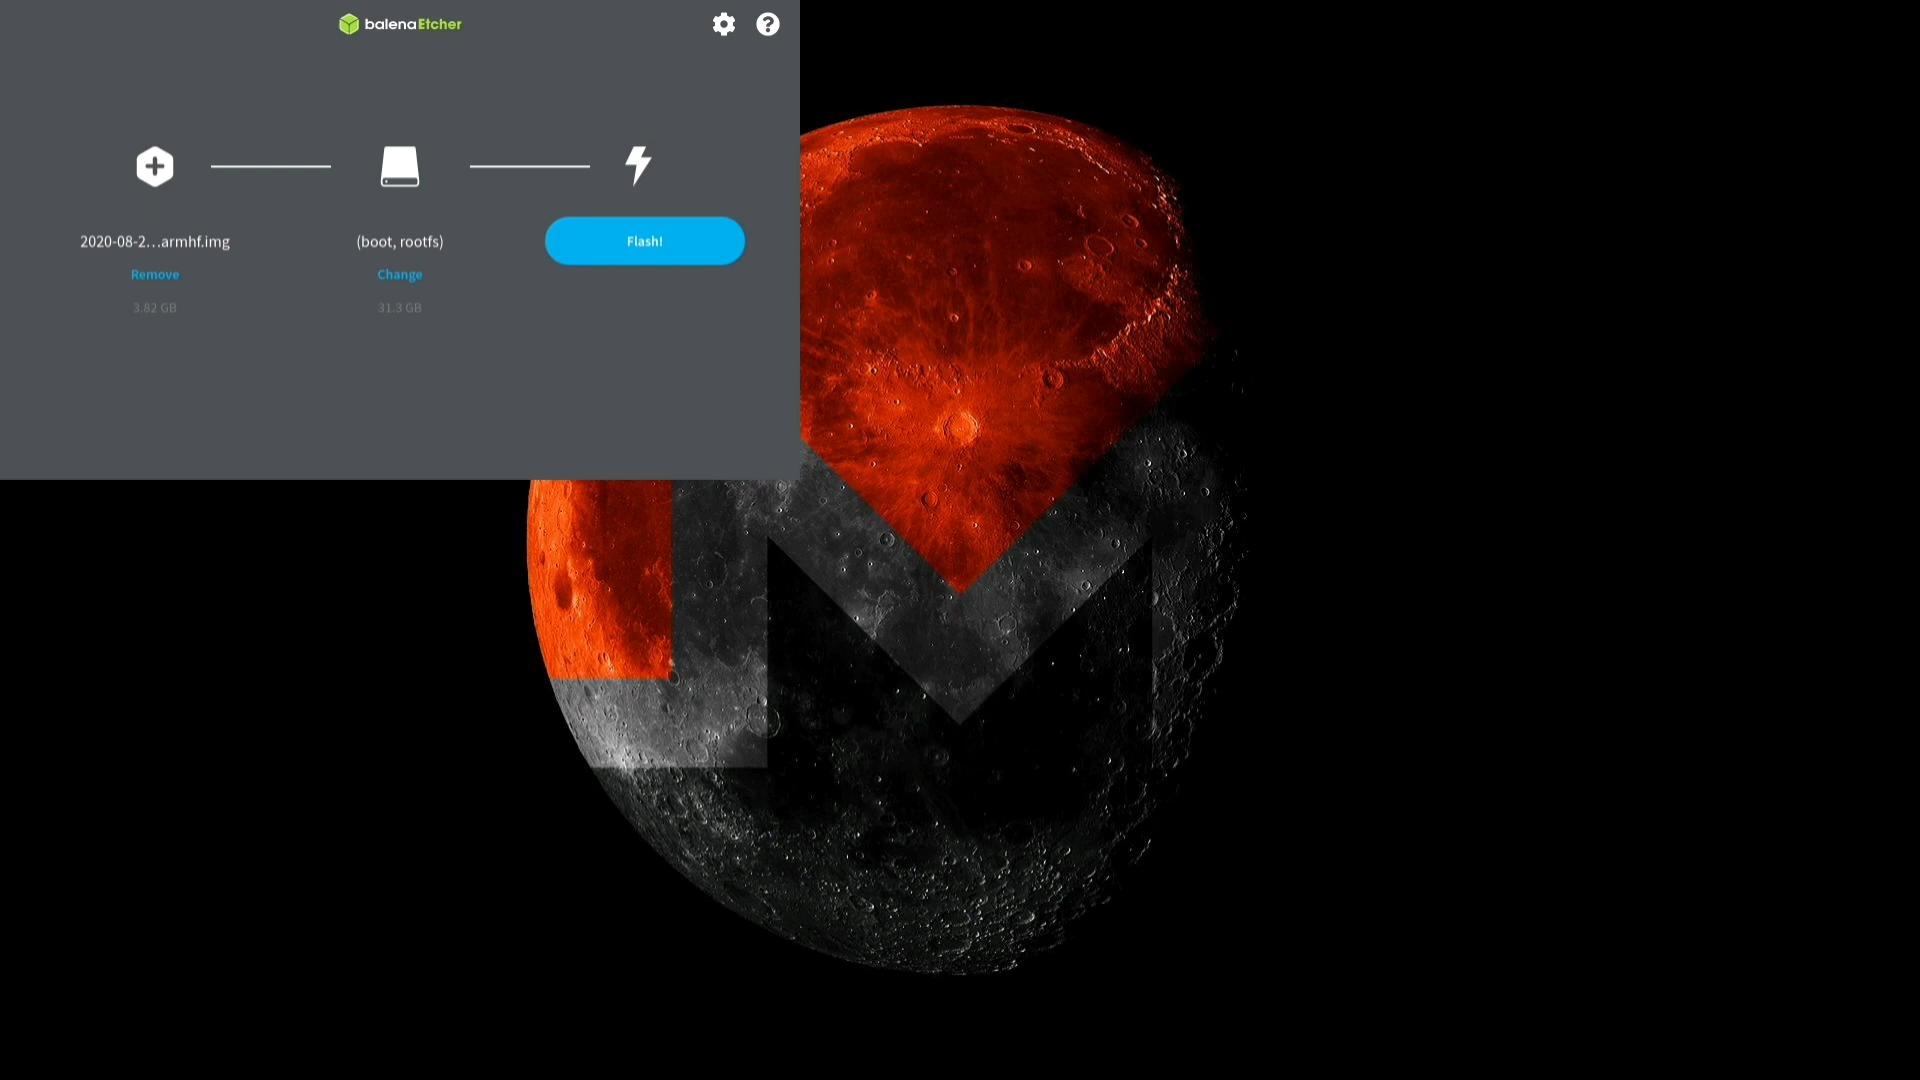 balenaEtcher
2020-08-2...armhf.img
(boot, rootfs)
Flash!
Remove
Change
3.82 GB
31.3 GB